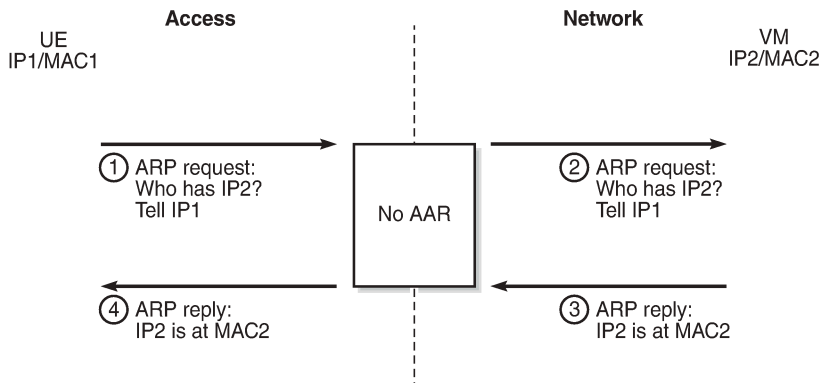 Access
Network
UE
IP1/MAC1
VM
IP2/MAC2
1 ARP request:
Who has IP2?
Tell IP1
No AAR
2 ARP request:
Who has IP2?
Tell IP1
4 ARP reply:
IP2 is at MAC2
3 ARP reply:
IP2 is at MAC2